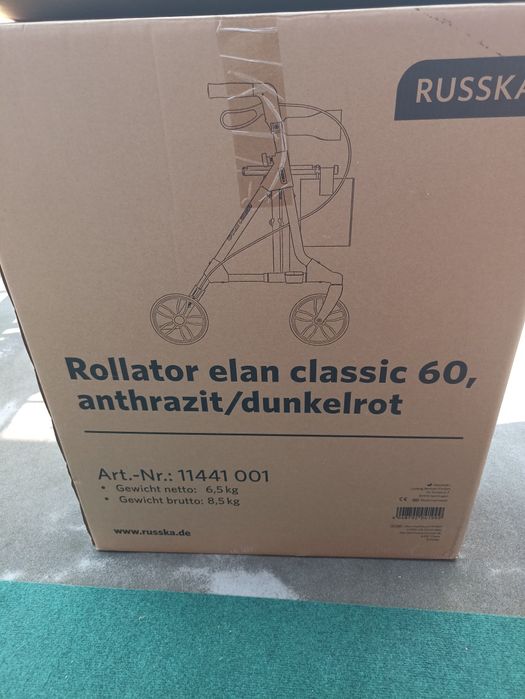 RUSSKA
Rollator elan classic 60,
anthrazit/dunkelrot
Art.-Nr.: 11441 001
• Gewicht netto: 6,5 kg
• Gewicht brutto: 8,5 kg
www.russka.de
CE